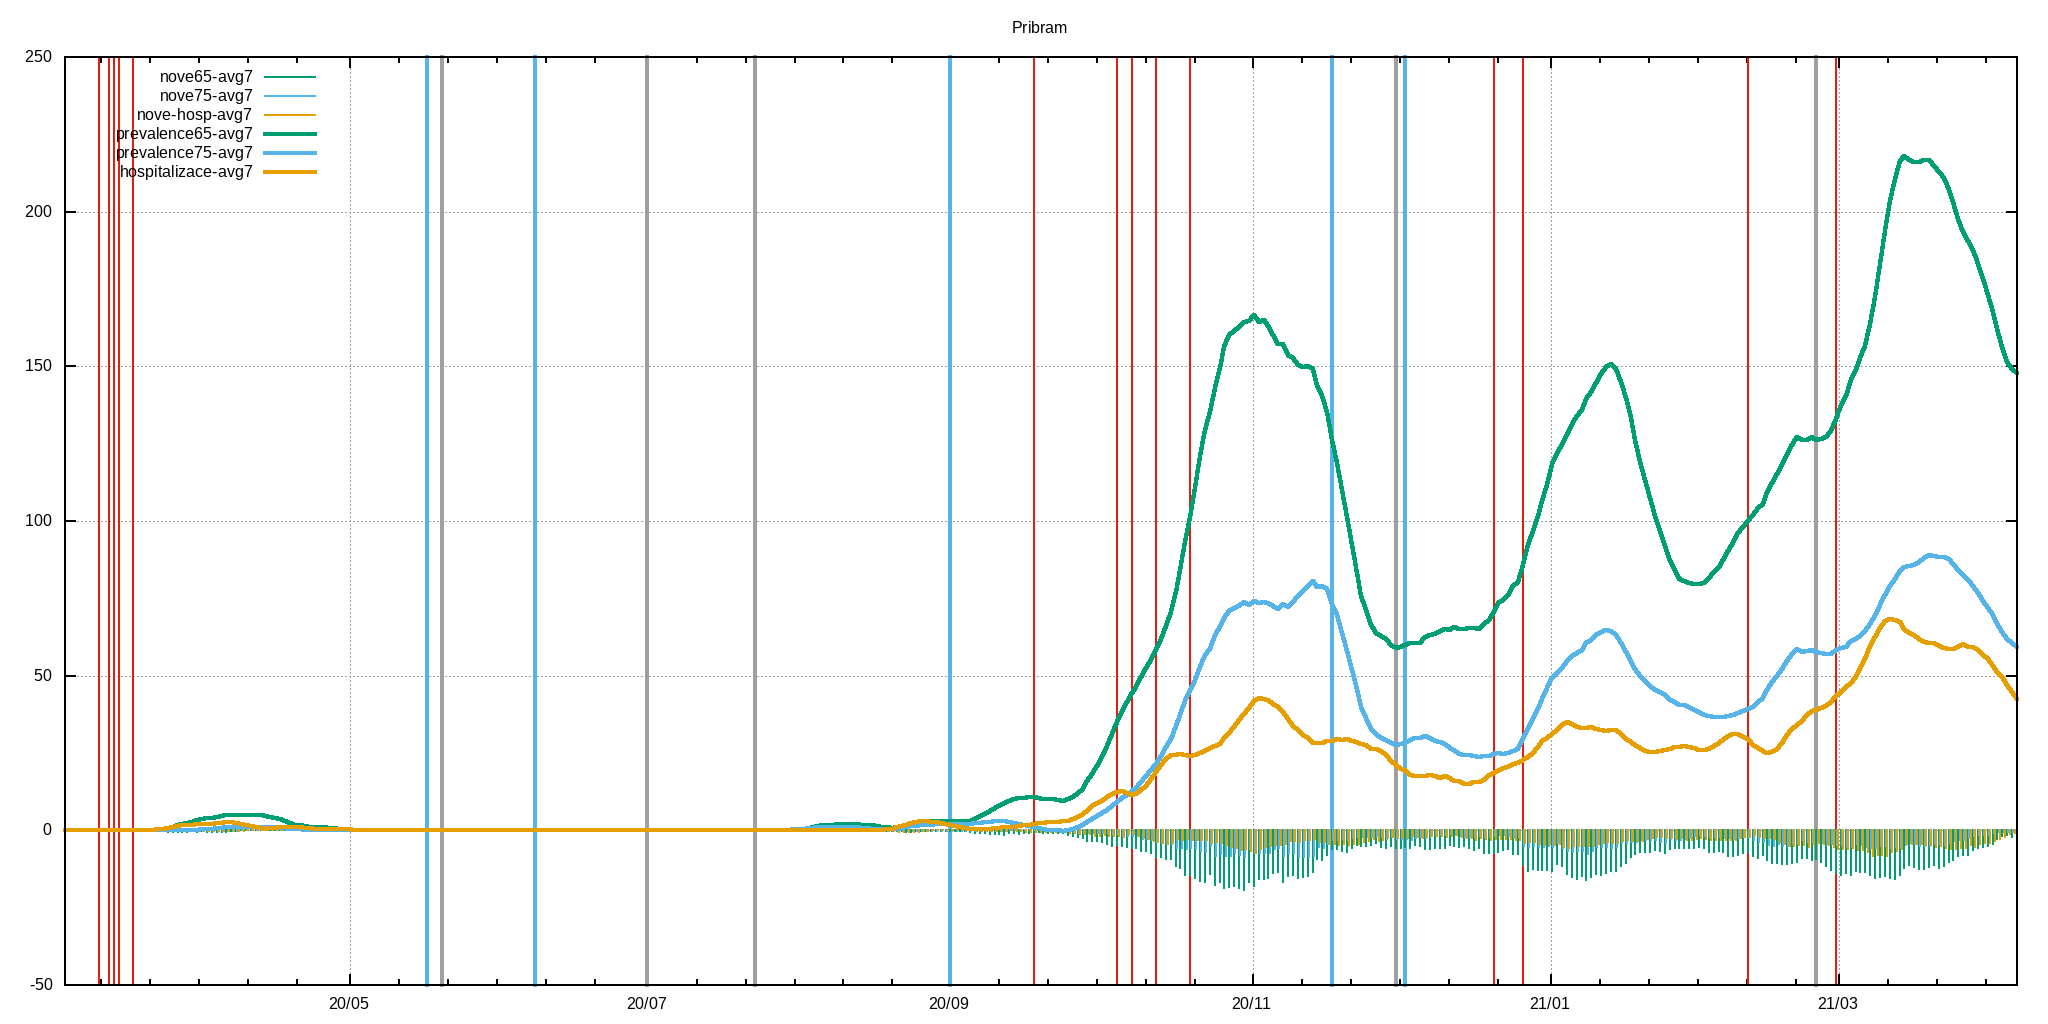 Pribram
250
200
150
100
50
0
-50
nove65-avg7
nove75-avg7
nove-hosp-avg7
prevalence65-avg7
prevalence75-avg7
hospitalizace-avg7
20/05
20/07
20/09
20/11
21/01
21/03